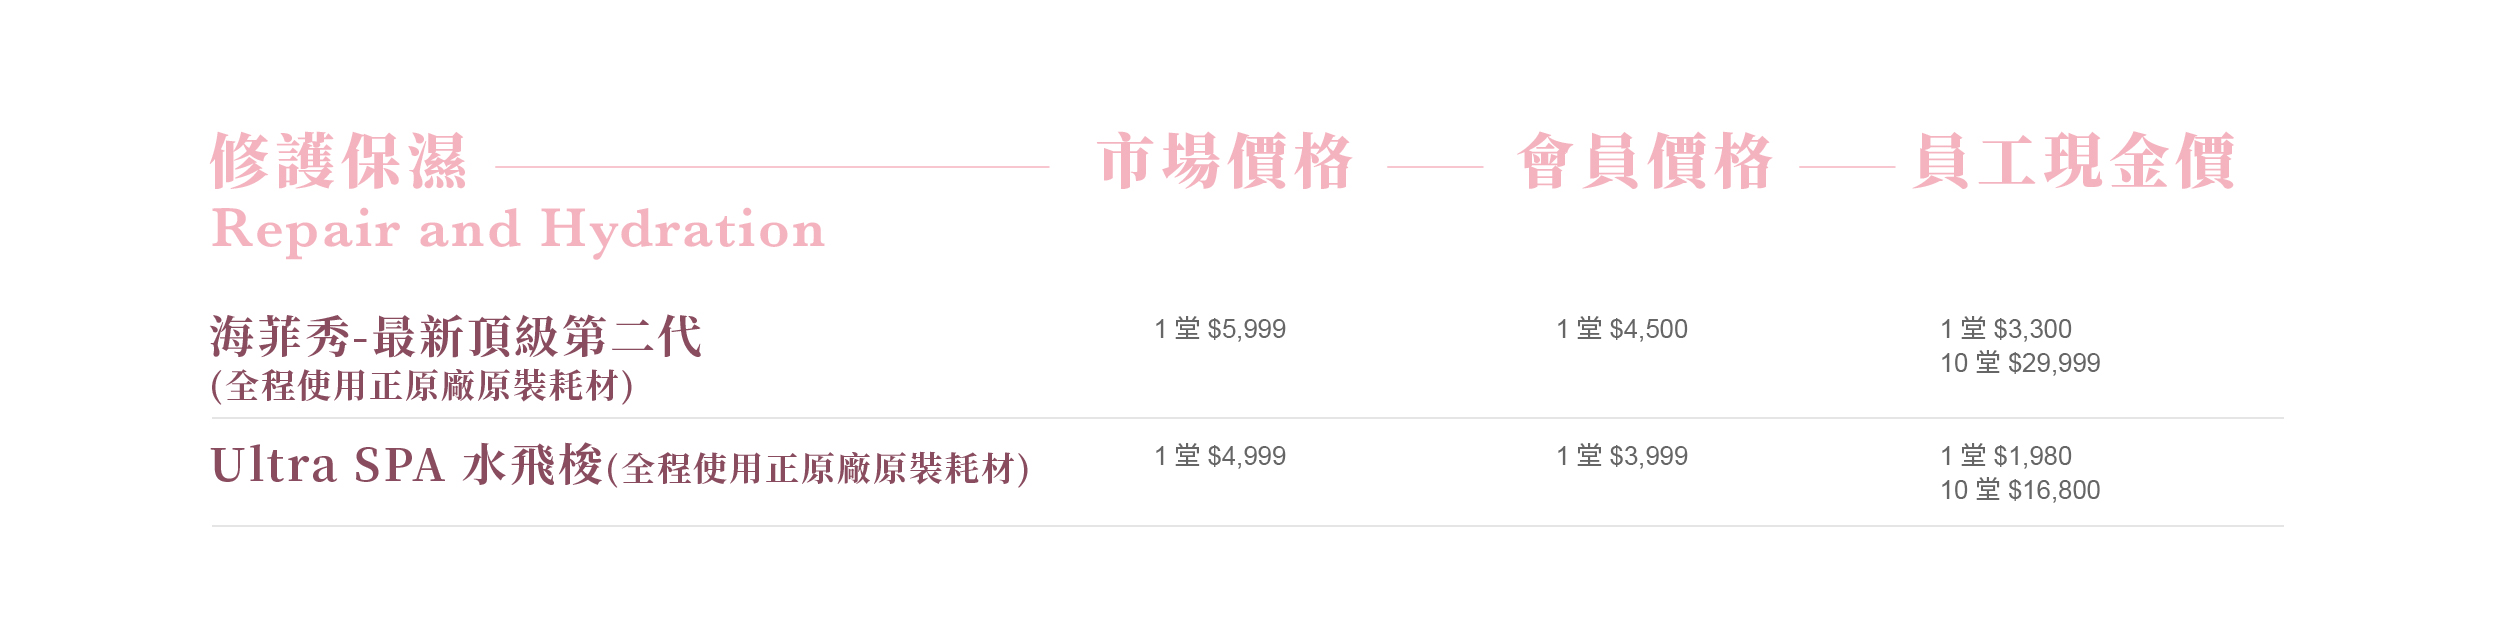 修護保濕 市場價格 會員價格 員工現金價
Repair and Hydration
海菲秀-最新頂級第二代 1 堂 $5,999 1 堂 $4,500 1 堂 $3,300
10 堂 $29,999
(全程使用正原廠原裝耗材)
Ultra SPA 水飛梭(全程使用正原廠原裝耗材) 1 堂 $4,999 1 堂 $3,999 1 堂 $1,980
10 堂 $16,800